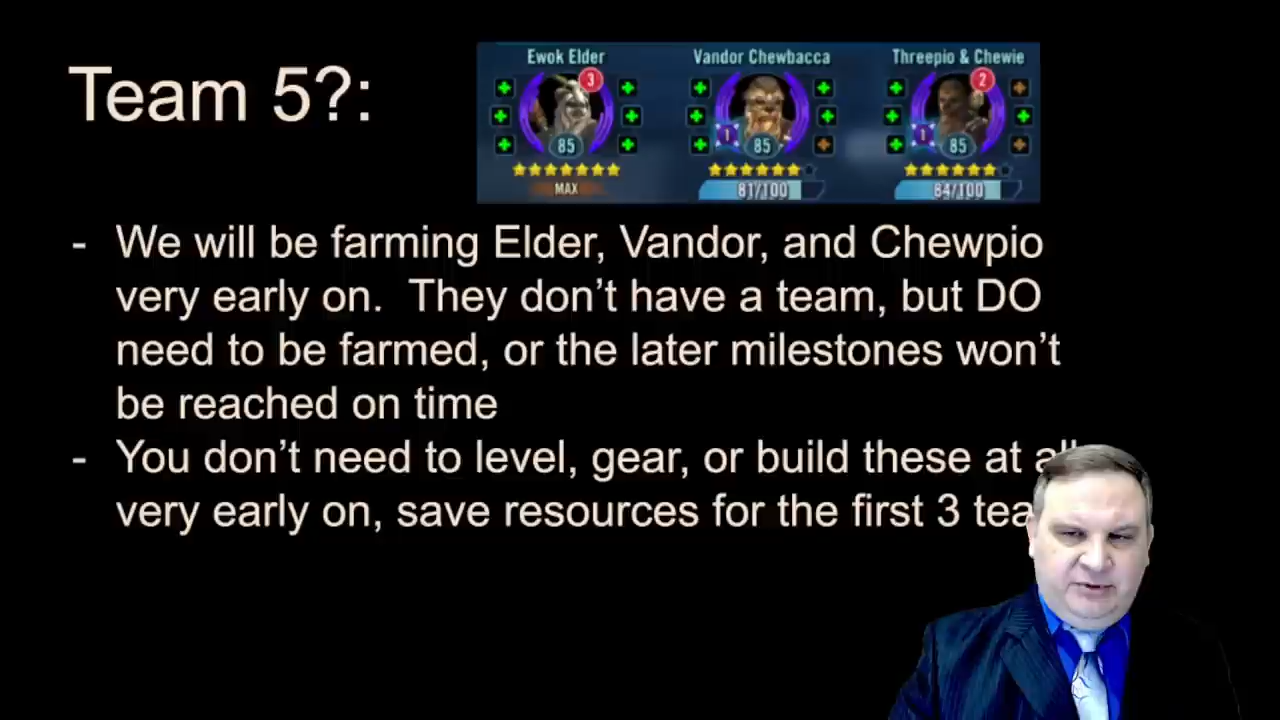 Team 5?:
Ewok Elder
Vandor Chewbacca
Threepio & Chewie
3
2
1
1
85
85
85
MAX
81/100
84/100
- We will be farming Elder, Vandor, and Chewpio
very early on. They don't have a team, but DO
need to be farmed, or the later milestones won't
be reached on time
- You don't need to level, gear, or build these at all
very early on, save resources for the first 3